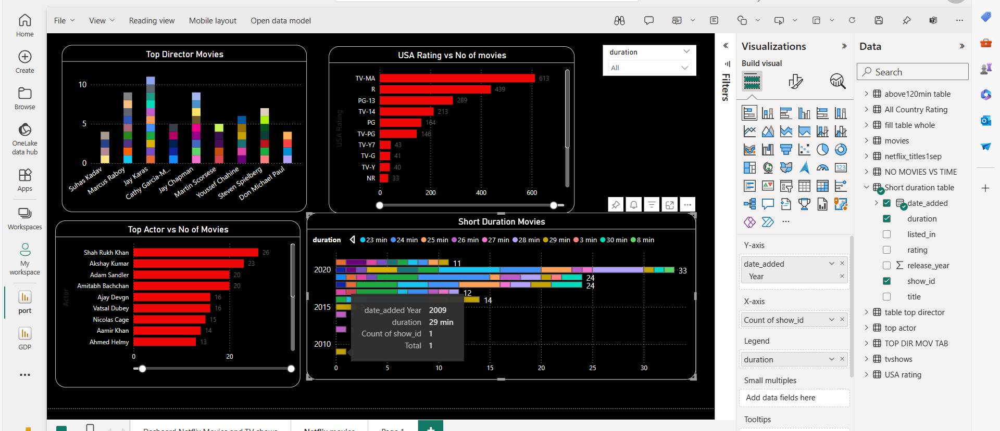 File
View
Reading view
Mobile layout
Open data model
Home
Create
Browse
OneLake
data hub
Apps
Workspaces
My
workspace
port
GDP
Top Director Movies
10
5
0
Suhas Kadav
Marcus Raboy
Jay Karas
Cathy Garcia-M...
Jay Chapman
Martin Scorsese
Youssef Chahine
Steven Spielberg
Don Michael Paul
USA Rating vs No of movies
USA Rating
TV-MA
613
R
439
PG-13
289
TV-14
213
PG
164
TV-PG
146
TV-Y7
43
TV-G
41
TV-Y
40
NR
33
0
200
400
600
duration
All
Top Actor vs No of Movies
Actor
Shah Rukh Khan
26
Akshay Kumar
23
Adam Sandler
20
Amitabh Bachchan
20
Ajay Devgn
16
Vatsal Dubey
16
Nicolas Cage
15
Aamir Khan
14
Ahmed Helmy
13
0
20
Short Duration Movies
duration
23 min
24 min
25 min
26 min
27 min
28 min
29 min
3 min
30 min
8 min
11
2020
33
24
24
12
14
2015
2010
0
5
10
15
20
25
30
date_added Year 2009
duration 29 min
Count of show_id 1
Total 1
Filters
Visualizations
Build visual
123
Y-axis
date_added
Year
X-axis
Count of show_id
Legend
duration
Small multiples
Add data fields here
Tooltips
Data
Search
above120min table
All Country Rating
fill table whole
movies
netflix_titles1sep
NO MOVIES VS TIME
Short duration table
date_added
duration
listed_in
rating
release_year
show_id
title
table top director
top actor
TOP DIR MOV TAB
tvshows
USA rating
Dashboard Netflix Movies and TV shows
Netflix movies
Page 1